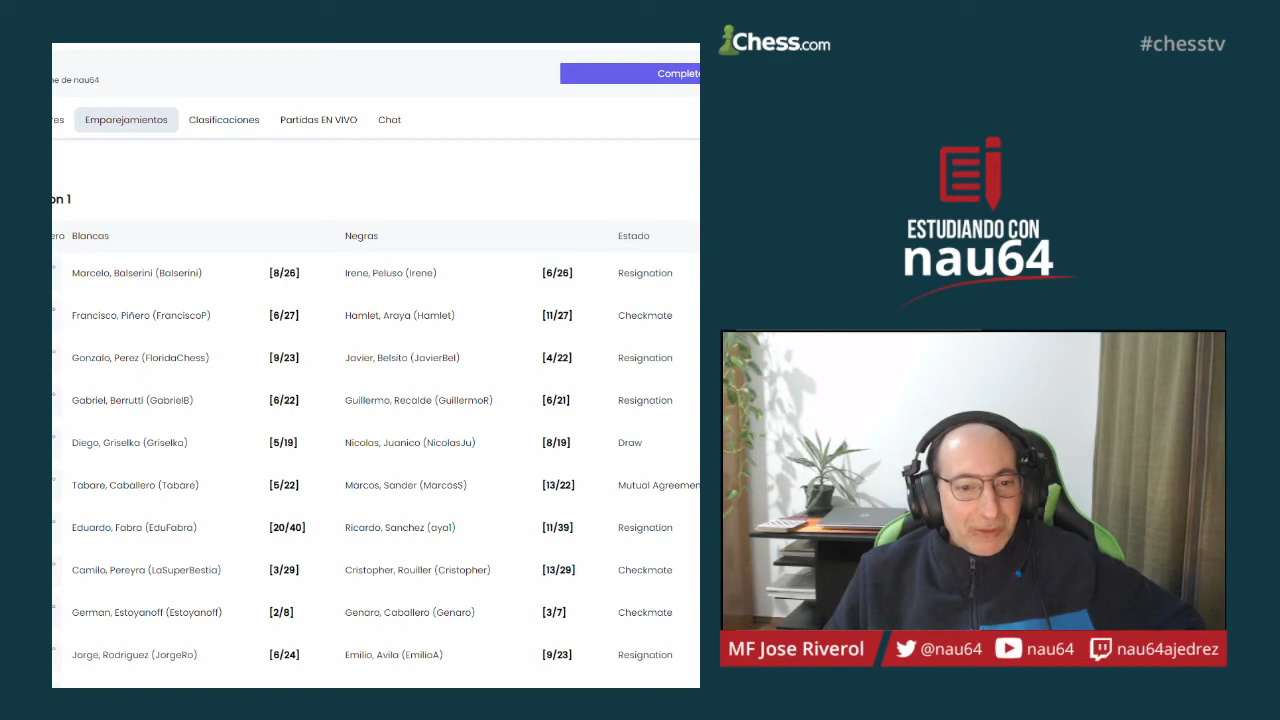 Chess.com
#chesstv
ne de nau64
Complet
res Emparejamientos Clasificaciones Partidas EN VIVO Chat
on 1
ero Blancas Negras Estado
Marcelo, Balserini (Balserini) [8/26] Irene, Peluso (Irene) [6/26] Resignation
Francisco, Piñero (FranciscoP) [6/27] Hamlet, Araya (Hamlet) [11/27] Checkmate
Gonzalo, Perez (FloridaChess) [9/23] Javier, Belsito (JavierBel) [4/22] Resignation
Gabriel, Berrutti (GabrielB) [6/22] Guillermo, Recalde (GuillermoR) [6/21] Resignation
Diego, Griselka (Griselka) [5/19] Nicolas, Juanico (NicolasJu) [8/19] Draw
Tabare, Caballero (Tabare) [5/22] Marcos, Sander (MarcosS) [13/22] Mutual Agreemen
Eduardo, Fabra (EduFabra) [20/40] Ricardo, Sanchez (aya1) [11/39] Resignation
Camilo, Pereyra (LaSuperBestia) [3/29] Cristopher, Rouiller (Cristopher) [13/29] Checkmate
German, Estoyanoff (Estoyanoff) [2/8] Genaro, Caballero (Genaro) [3/7] Checkmate
Jorge, Rodriguez (JorgeRo) [6/24] Emilio, Avila (EmilioA) [9/23] Resignation
ESTUDIANDO CON
nau64
MF Jose Riverol @nau64 nau64 nau64ajedrez